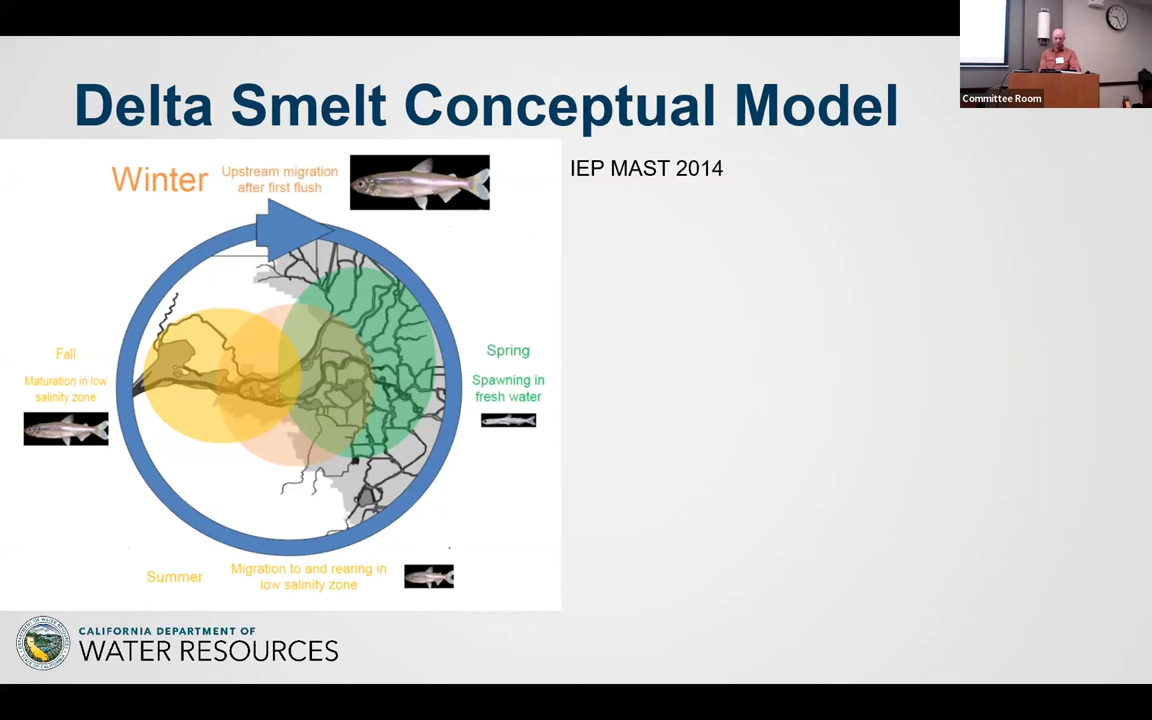 Committee Room
Delta Smelt Conceptual Model
IEP MAST 2014
Winter
Upstream migration
after first flush
Fall
Maturation in low
salinity zone
Spring
Spawning in
fresh water
Summer
Migration to and rearing in
low salinity zone
CALIFORNIA DEPARTMENT OF
WATER RESOURCES